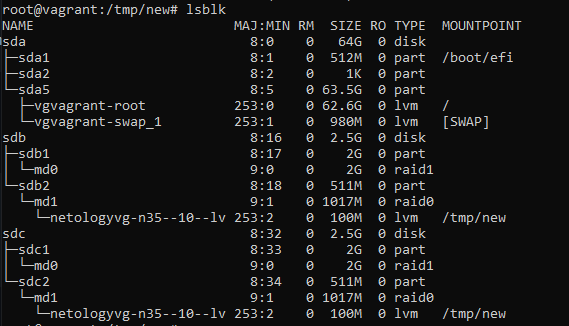 root@vagrant:/tmp/new# lsblk
NAME                        MAJ:MIN RM  SIZE RO TYPE  MOUNTPOINT
sda                           8:0    0   64G  0 disk
├─sda1                        8:1    0  512M  0 part  /boot/efi
├─sda2                        8:2    0    1K  0 part
└─sda5                        8:5    0 63.5G  0 part
  ├─vgvagrant-root          253:0    0 62.6G  0 lvm   /
  └─vgvagrant-swap_1        253:1    0  980M  0 lvm   [SWAP]
sdb                           8:16   0  2.5G  0 disk
├─sdb1                        8:17   0    2G  0 part
│ └─md0                       9:0    0    2G  0 raid1
└─sdb2                        8:18   0  511M  0 part
  └─md1                       9:1    0 1017M  0 raid0
    └─netologyvg-n35--10--lv 253:2    0  100M  0 lvm   /tmp/new
sdc                           8:32   0  2.5G  0 disk
├─sdc1                        8:33   0    2G  0 part
│ └─md0                       9:0    0    2G  0 raid1
└─sdc2                        8:34   0  511M  0 part
  └─md1                       9:1    0 1017M  0 raid0
    └─netologyvg-n35--10--lv 253:2    0  100M  0 lvm   /tmp/new